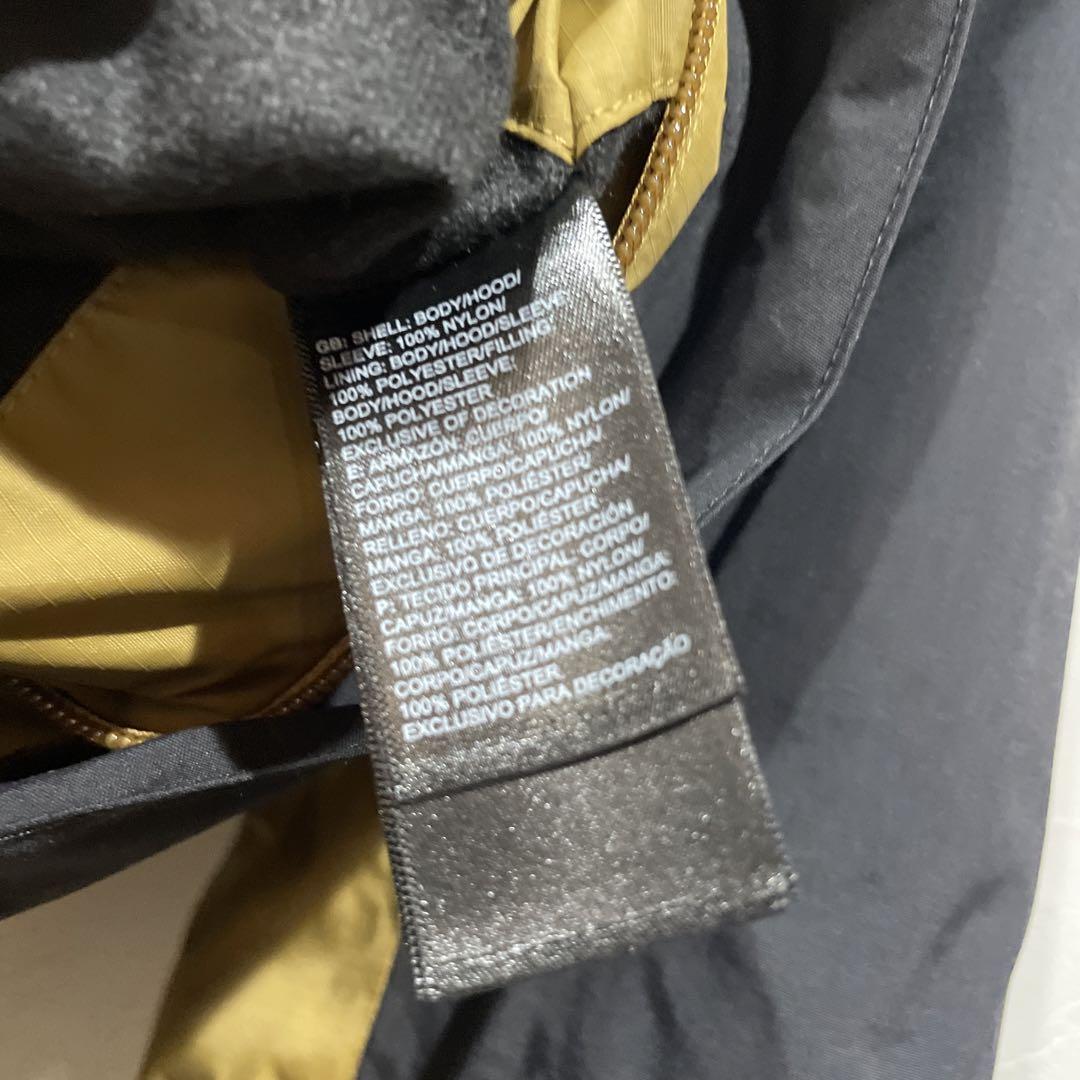 GB: SHELL: BODY/HOOD/
SLEEVE: 100% NYLON/
LINING: BODY/HOOD/SLEEVE:
100% POLYESTER/FILLING:
BODY/HOOD/SLEEVE:
100% POLYESTER
EXCLUSIVE OF DECORATION
E: ARMAZÓN: CUERPO/
CAPUCHA/MANGA: 100% NYLON/
FORRO: CUERPO/CAPUCHA/
MANGA: 100% POLIÉSTER/
RELLENO: CUERPO/CAPUCHA/
MANGA: 100% POLIÉSTER
EXCLUSIVO DE DECORACIÓN
P: TECIDO PRINCIPAL: CORPO/
CAPUZ/MANGA: 100% NYLON/
FORRO: CORPO/CAPUZ/MANGA:
100% POLIÉSTER/ENCHIMENTO:
CORPO/CAPUZ/MANGA:
100% POLIÉSTER
EXCLUSIVO PARA DECORAÇÃO